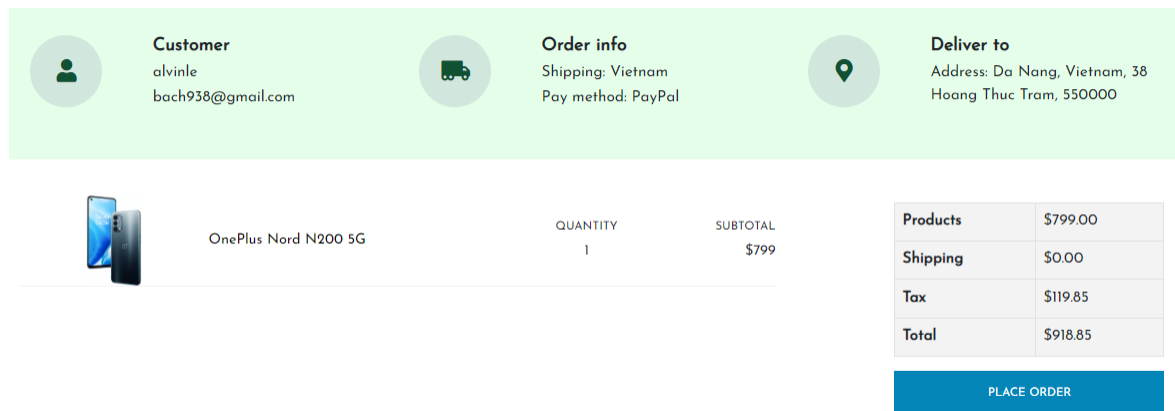 Customer
alvinle
bach938@gmail.com
Order info
Shipping: Vietnam
Pay method: PayPal
Deliver to
Address: Da Nang, Vietnam, 38
Hoang Thuc Tram, 550000
OnePlus Nord N200 5G
QUANTITY
1
SUBTOTAL
$799
Products $799.00
Shipping $0.00
Tax $119.85
Total $918.85
PLACE ORDER